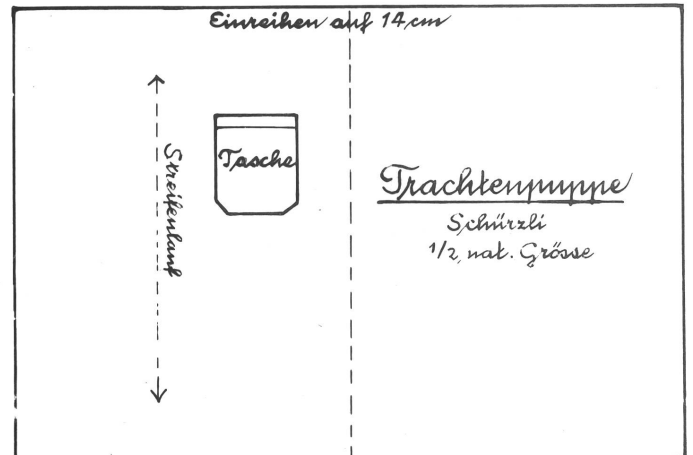 Einreihen auf 14 cm
Streifenlauf
Tasche
Trachtenpuppe
Schürzli
1/2 nat. Grösse